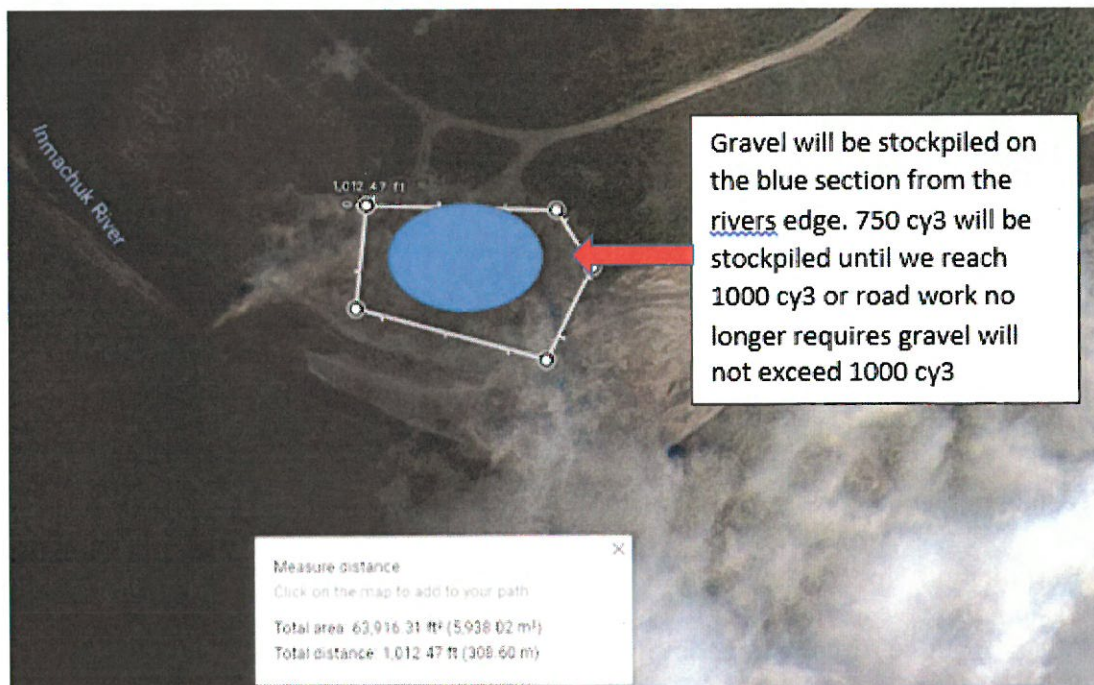 Inmachuk River
1,012.47 ft
Gravel will be stockpiled on
the blue section from the
rivers edge. 750 cy3 will be
stockpiled until we reach
1000 cy3 or road work no
longer requires gravel will
not exceed 1000 cy3
Measure distance
Click on the map to add to your path
Total area: 63,916.31 ft² (5,938.02 m²)
Total distance: 1,012.47 ft (308.60 m)